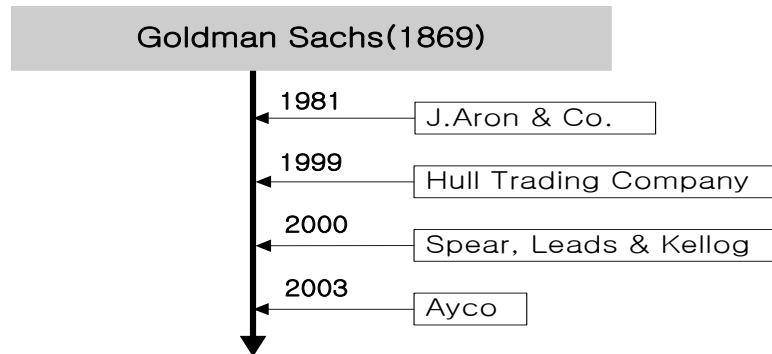 Goldman Sachs(1869)
1981
J.Aron & Co.
1999
Hull Trading Company
2000
Spear, Leads & Kellog
2003
Ayco